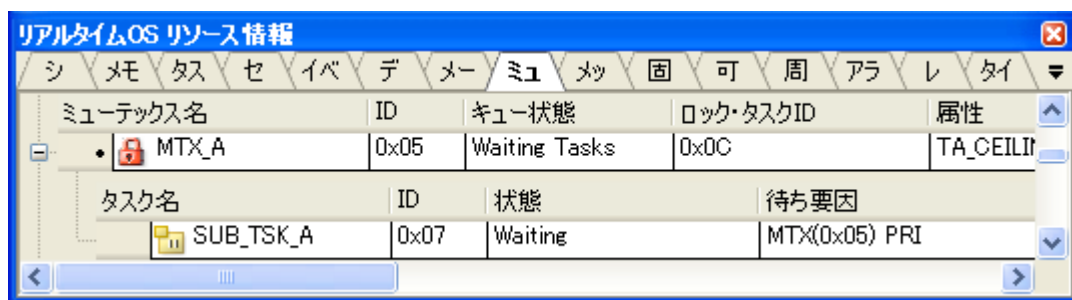 リアルタイムOS リソース情報
シ メモ タス セ イベ デ メー ミュ メッ 固 可 周 アラ レ タイ
ミューテックス名 ID キュー状態 ロック・タスクID 属性
MTX_A 0x05 Waiting Tasks 0x0C TA_CEILIN
タスク名 ID 状態 待ち要因
SUB_TSK_A 0x07 Waiting MTX(0x05) PRI